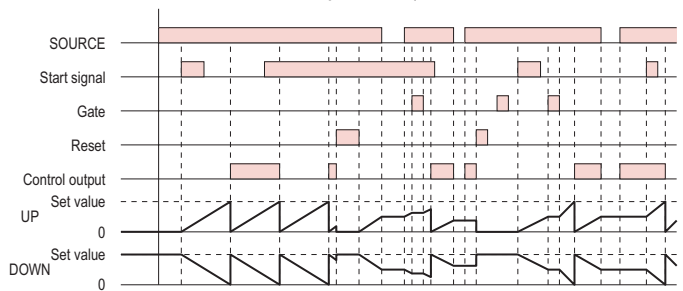 SOURCE
Start signal
Gate
Reset
Control output
Set value
UP
0
Set value
DOWN
0